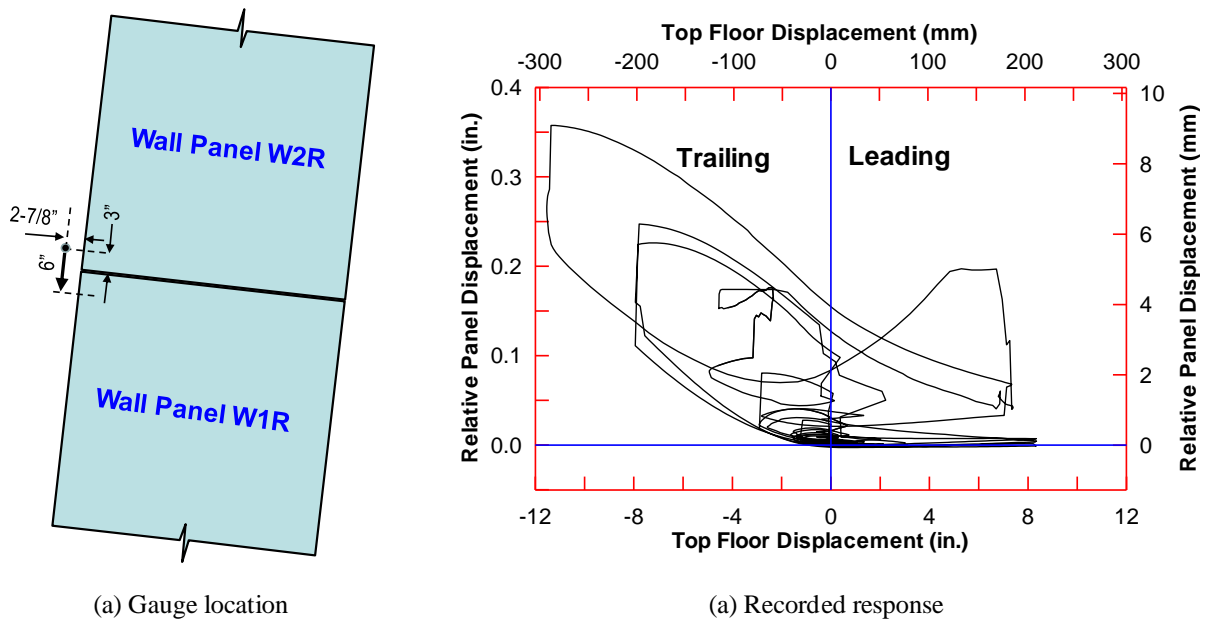 Wall Panel W2R
2-7/8”
3”
6”
Wall Panel W1R
(a) Gauge location
Top Floor Displacement (mm)
-300 -200 -100 0 100 200 300
Relative Panel Displacement (in.)
0.4
0.3
0.2
0.1
0.0
Trailing
Leading
10
8
6
4
2
0
Relative Panel Displacement (mm)
-12 -8 -4 0 4 8 12
Top Floor Displacement (in.)
(a) Recorded response